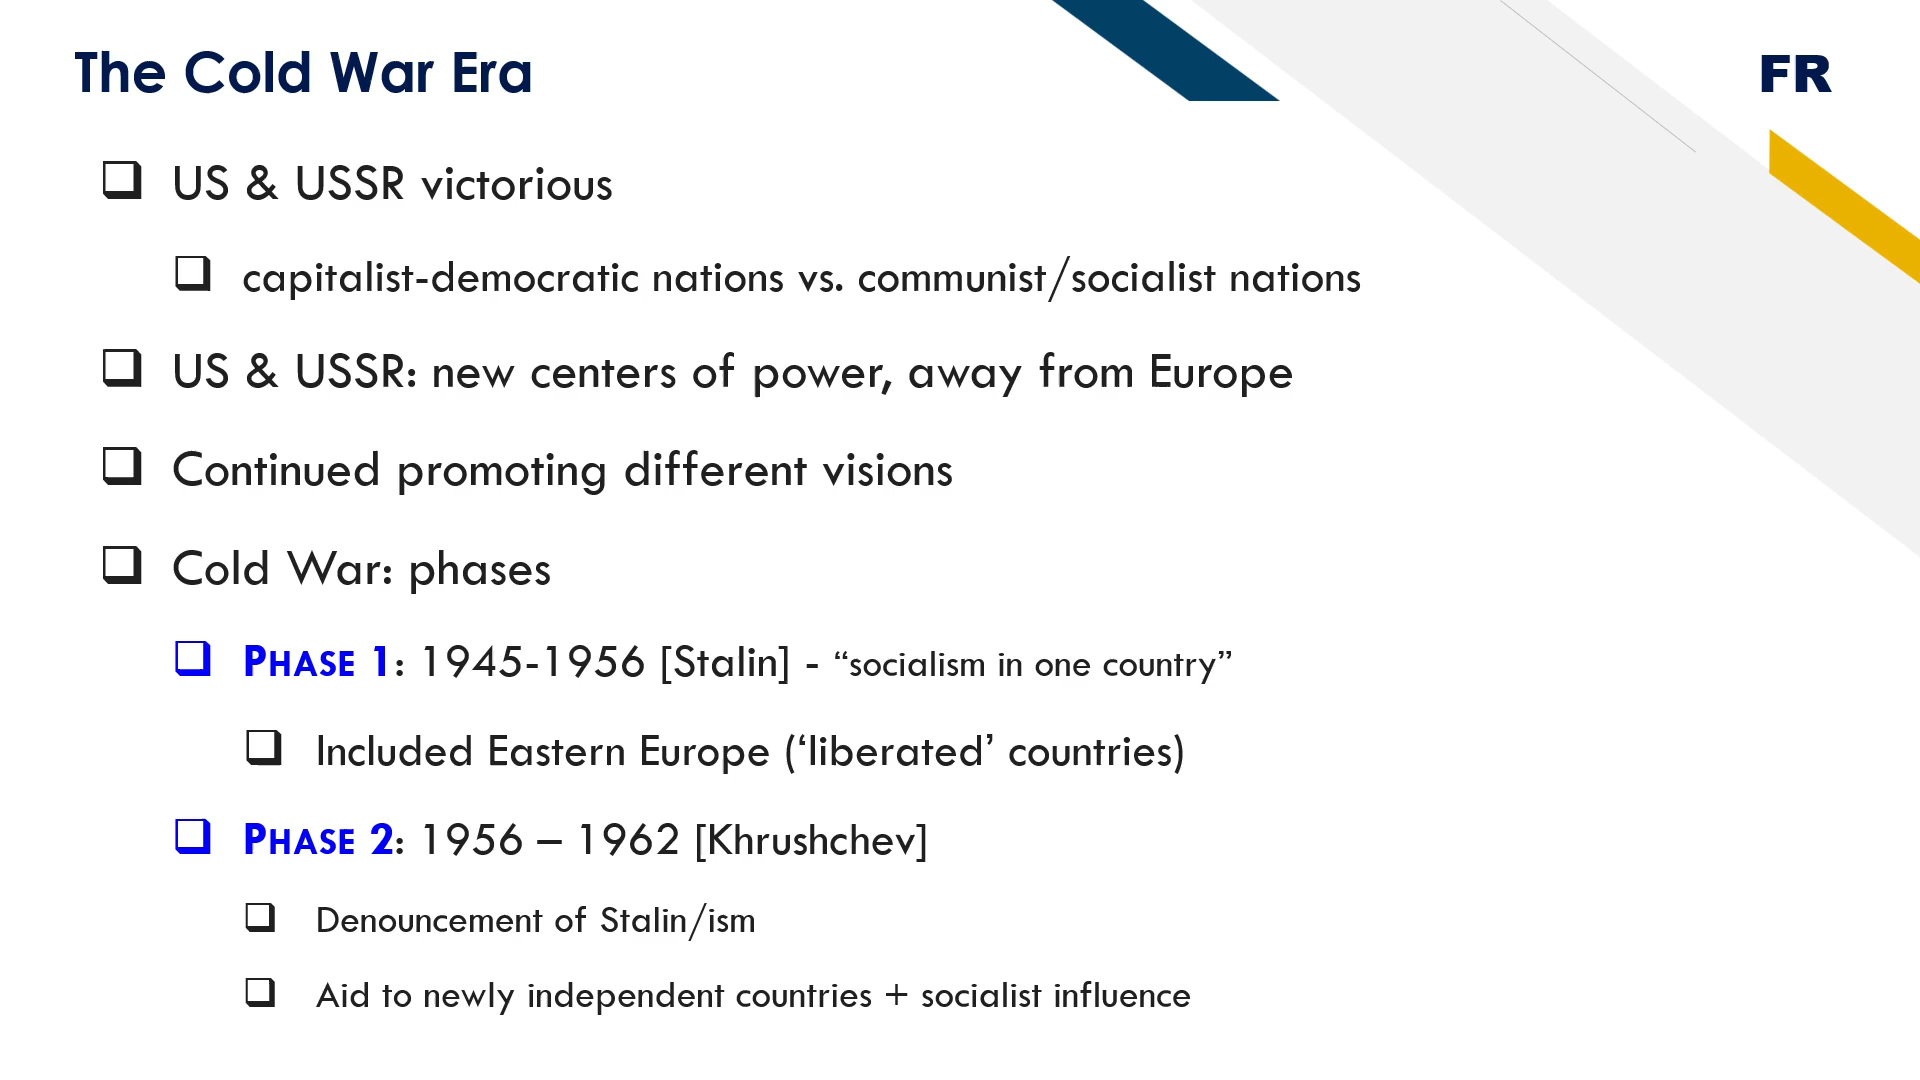 The Cold War Era
FR
US & USSR victorious
capitalist-democratic nations vs. communist/socialist nations
US & USSR: new centers of power, away from Europe
Continued promoting different visions
Cold War: phases
PHASE 1: 1945-1956 [Stalin] - “socialism in one country”
Included Eastern Europe (‘liberated’ countries)
PHASE 2: 1956 – 1962 [Khrushchev]
Denouncement of Stalin/ism
Aid to newly independent countries + socialist influence